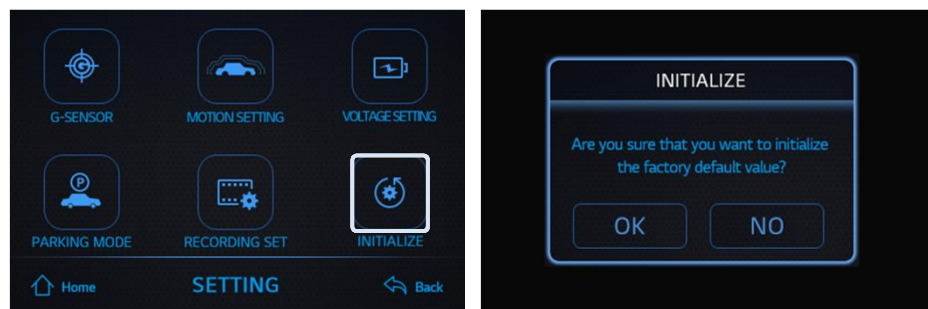 G-SENSOR
MOTION SETTING
VOLTAGE SETTING
P
PARKING MODE
RECORDING SET
INITIALIZE
Home
SETTING
Back
INITIALIZE
Are you sure that you want to initialize
the factory default value?
OK
NO